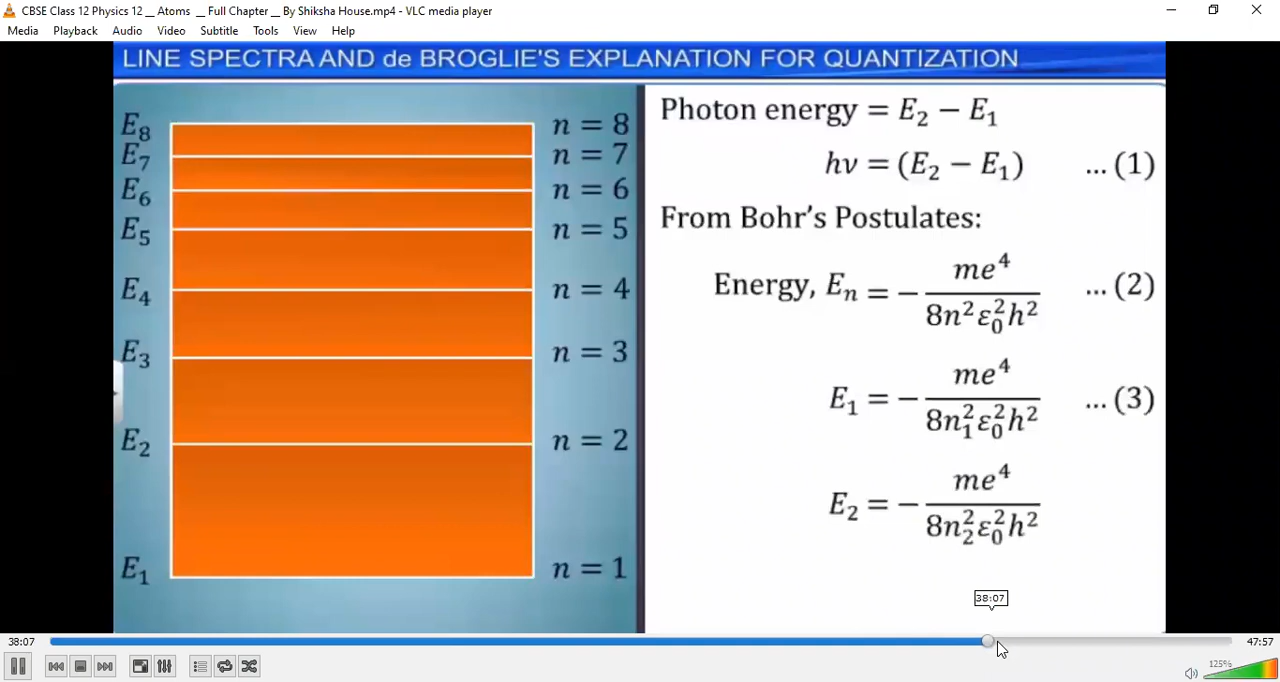 CBSE Class 12 Physics 12 __ Atoms __ Full Chapter __ By Shiksha House.mp4 - VLC media player
Media Playback Audio Video Subtitle Tools View Help
LINE SPECTRA AND de BROGLIE'S EXPLANATION FOR QUANTIZATION
E₈ n = 8
E₇ n = 7
E₆ n = 6
E₅ n = 5
E₄ n = 4
E₃ n = 3
E₂ n = 2
E₁ n = 1
Photon energy = E₂ − E₁
hν = (E₂ − E₁) ... (1)
From Bohr's Postulates:
Energy, Eₙ = − me⁴ / 8n²ε₀²h² ... (2)
E₁ = − me⁴ / 8n₁²ε₀²h² ... (3)
E₂ = − me⁴ / 8n₂²ε₀²h²
38:07
38:07 47:57
125%